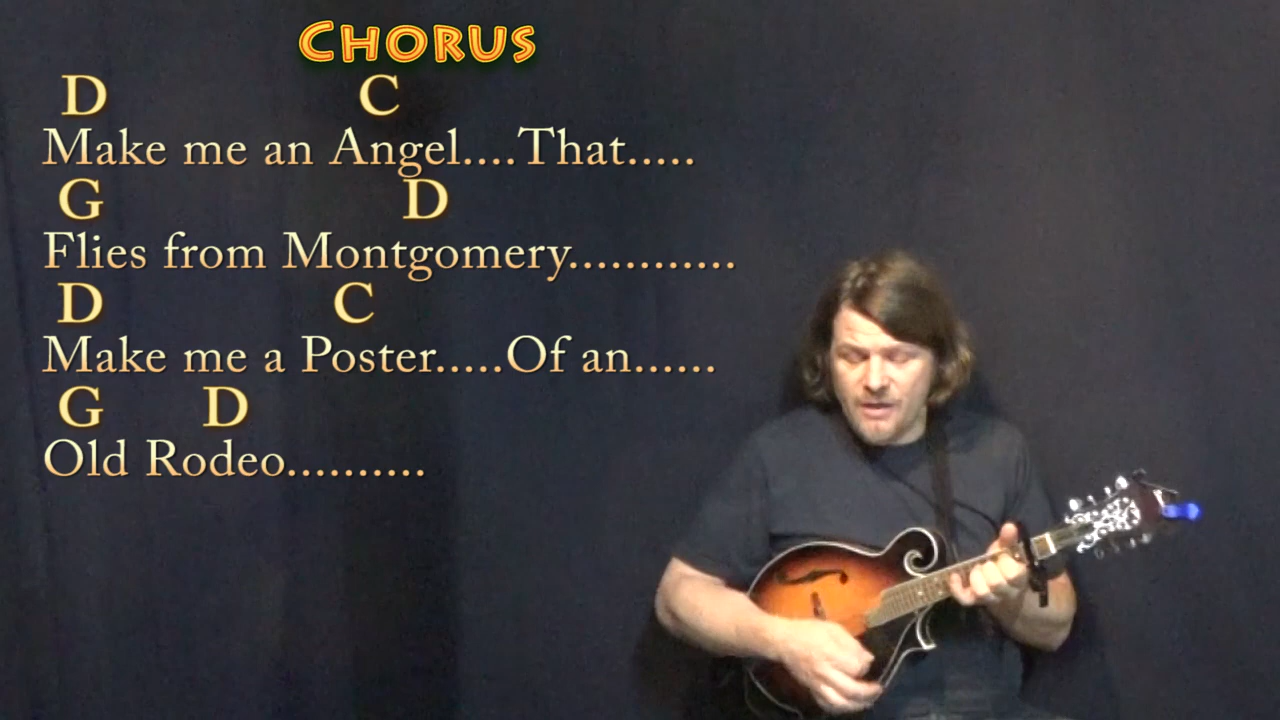 CHORUS
D C
Make me an Angel....That.....
G D
Flies from Montgomery............
D C
Make me a Poster.....Of an......
G D
Old Rodeo..........